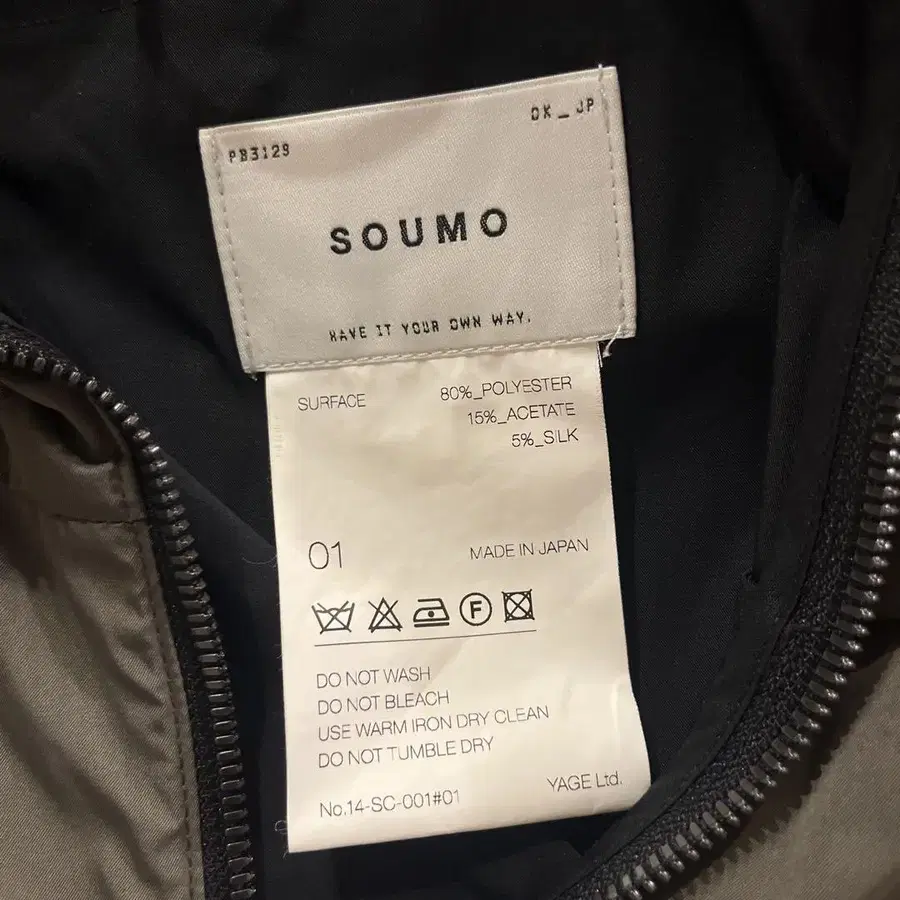 PB3129
DK_JP
SOUMO
HAVE IT YOUR OWN WAY.
SURFACE 80%_POLYESTER
15%_ACETATE
5%_SILK
01 MADE IN JAPAN
F
DO NOT WASH
DO NOT BLEACH
USE WARM IRON DRY CLEAN
DO NOT TUMBLE DRY
No.14-SC-001#01 YAGE Ltd.